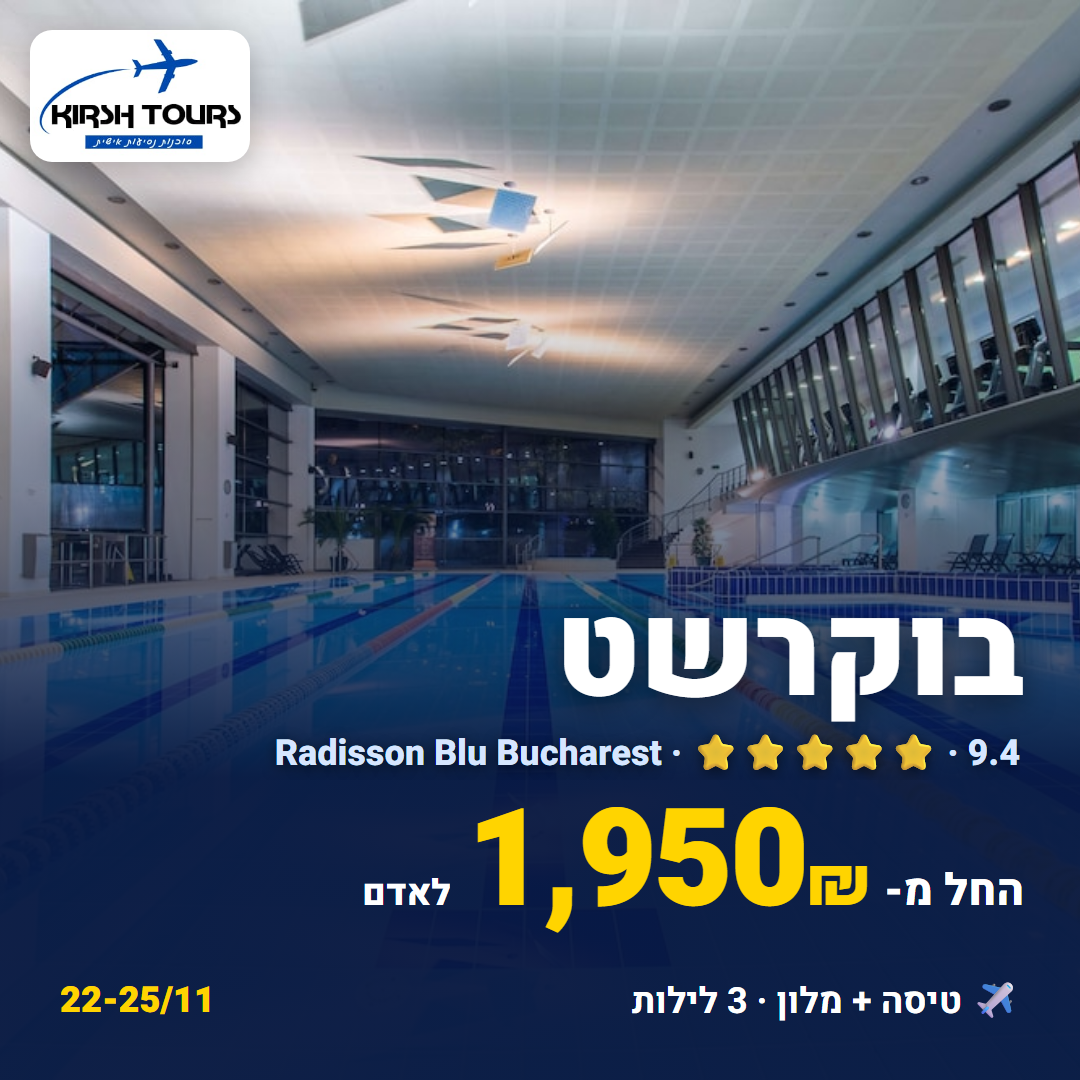 KIRSH TOURS
סוכנות נסיעות אישית
בוקרשט
9.4 · ⭐⭐⭐⭐⭐ · Radisson Blu Bucharest
החל מ- ₪1,950 לאדם
✈️ טיסה + מלון · 3 לילות
22-25/11